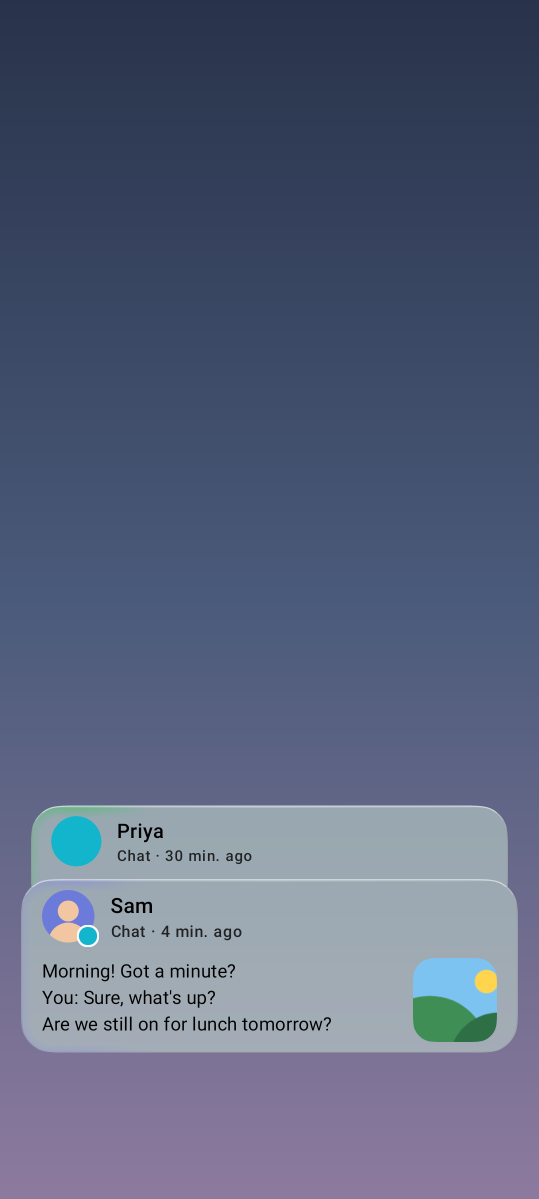 Priya
Chat · 30 min. ago
Sam
Chat · 4 min. ago
Morning! Got a minute?
You: Sure, what's up?
Are we still on for lunch tomorrow?